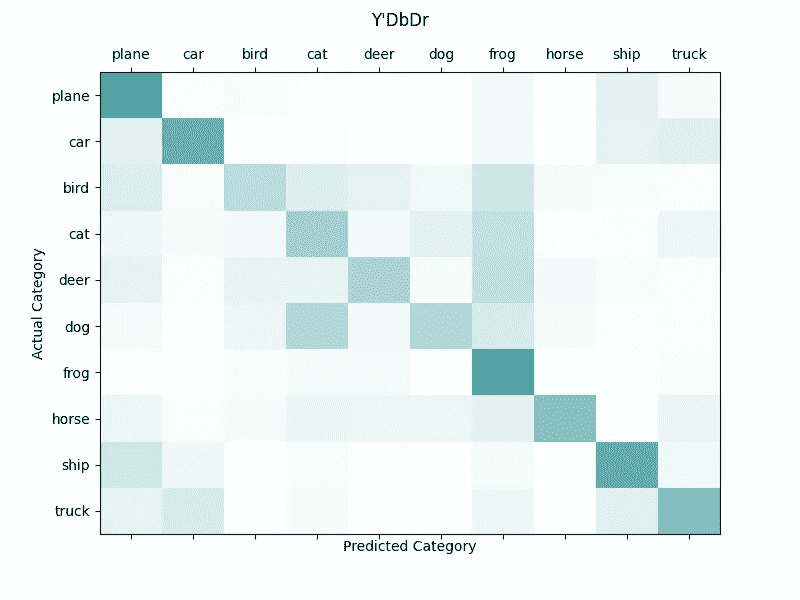 Y'DbDr
plane car bird cat deer dog frog horse ship truck
plane
car
bird
cat
deer
dog
frog
horse
ship
truck
Actual Category
Predicted Category